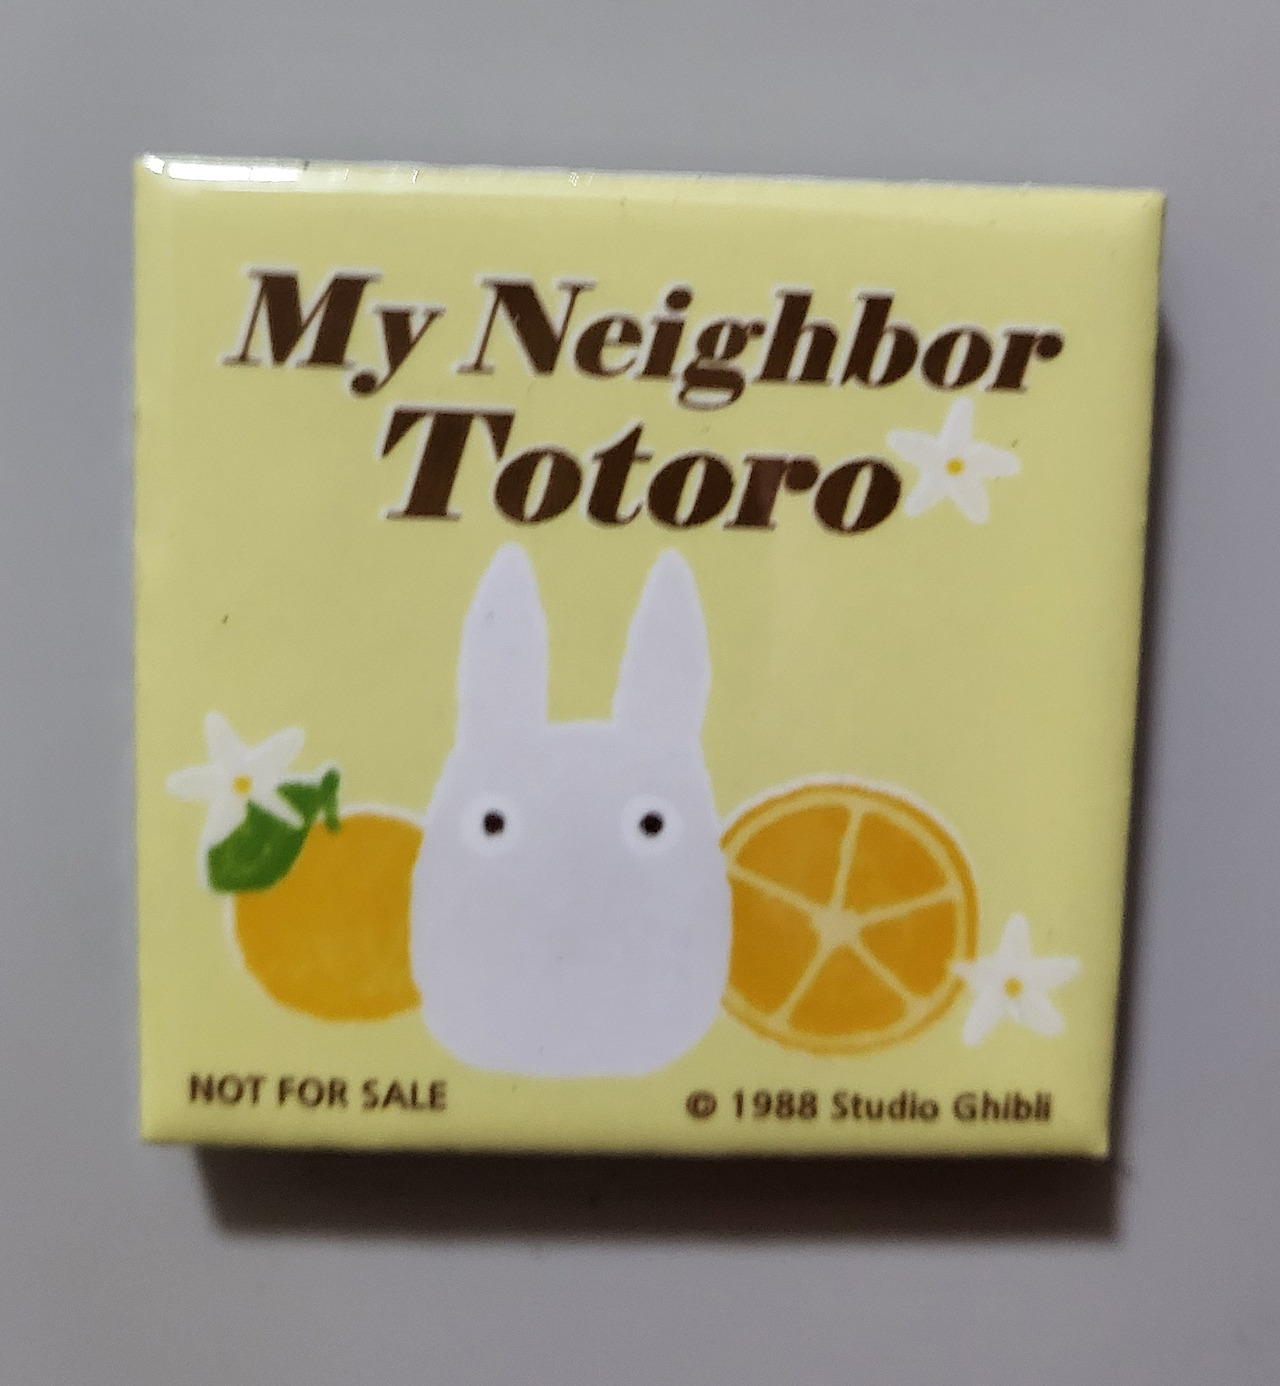 My Neighbor
Totoro
NOT FOR SALE
© 1988 Studio Ghibli